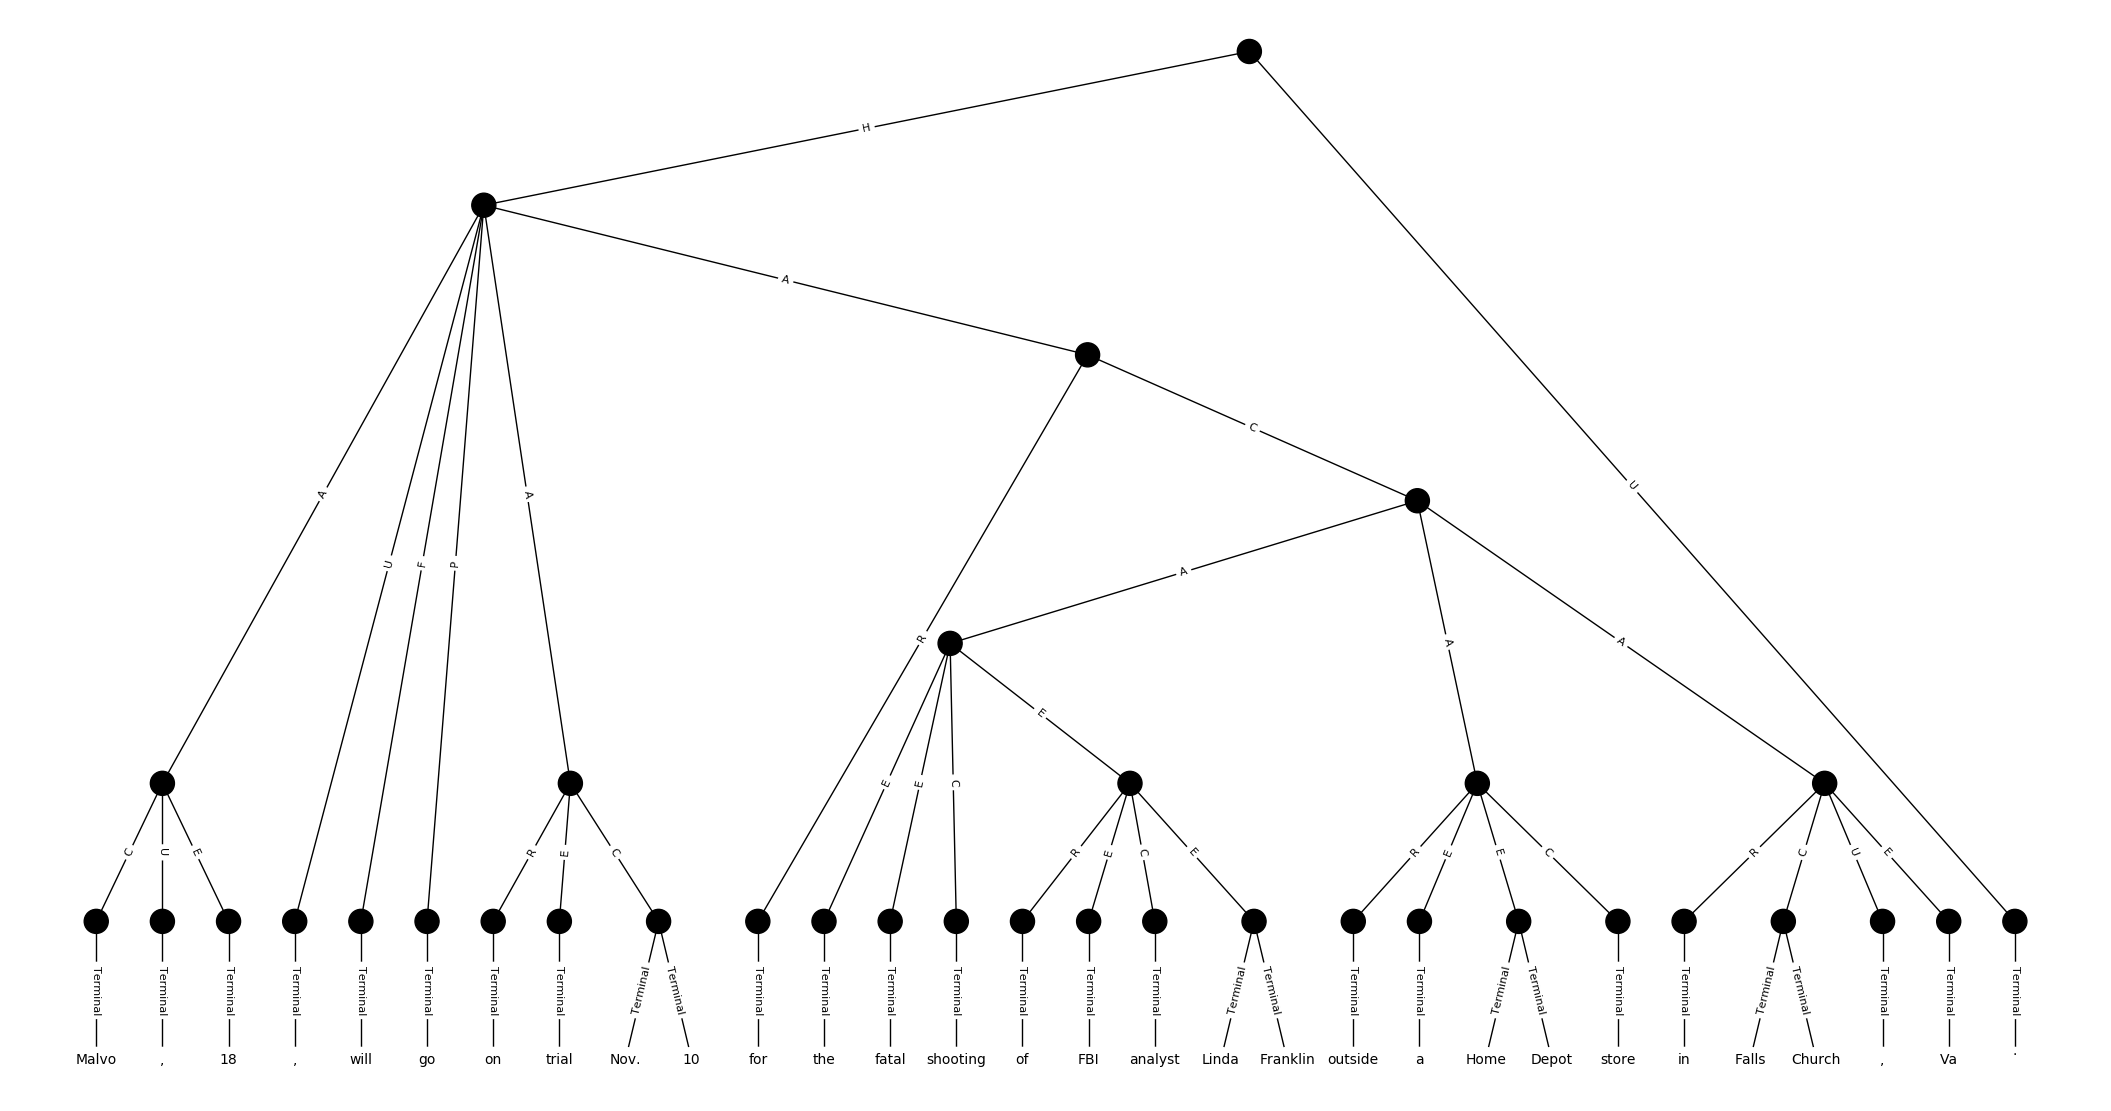 H
A
A
C
A
U
F
P
A
U
R
A
A
A
E
E
E
C
C
U
E
R
E
C
R
E
C
E
R
E
E
C
R
C
U
E
Terminal Terminal Terminal Terminal Terminal Terminal Terminal Terminal Terminal Terminal Terminal Terminal Terminal Terminal Terminal Terminal Terminal Terminal Terminal Terminal Terminal Terminal Terminal Terminal Terminal Terminal Terminal Terminal Terminal Terminal
Malvo , 18 , will go on trial Nov. 10 for the fatal shooting of FBI analyst Linda Franklin outside a Home Depot store in Falls Church , Va .